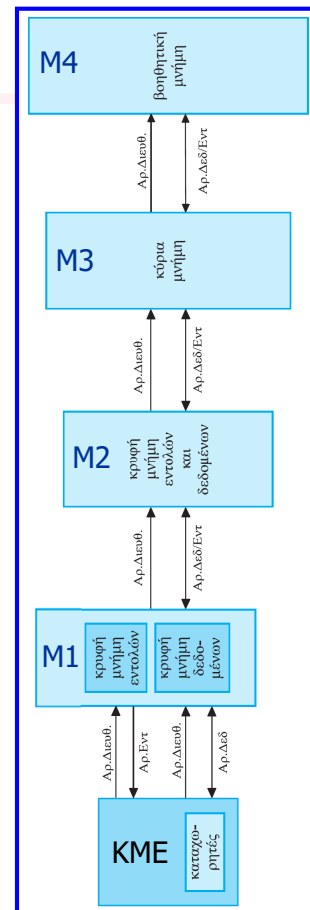 M4
βοηθητική
μνήμη
Αρ.Διευθ.
Αρ.Δεδ/Εντ
M3
κύρια
μνήμη
Αρ.Διευθ.
Αρ.Δεδ/Εντ
M2
κρυφή
μνήμη
εντολών
και
δεδομένων
Αρ.Διευθ.
Αρ.Δεδ/Εντ
M1
κρυφή
μνήμη
εντολών
κρυφή
μνήμη
δεδο-
μένων
Αρ.Διευθ.
Αρ.Εντ
Αρ.Διευθ.
Αρ.Δεδ
ΚΜΕ
καταχω-
ρητές